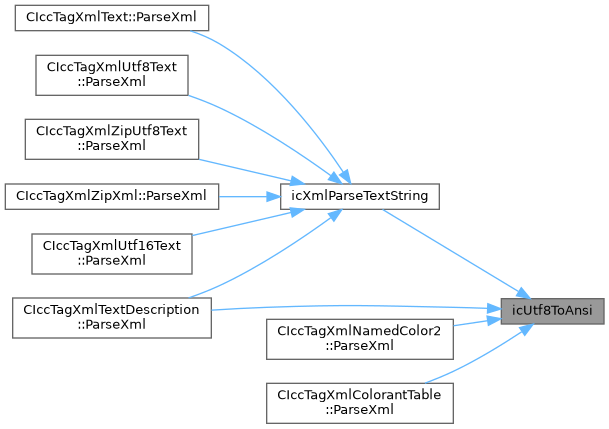 CIccTagXmlText::ParseXml
CIccTagXmlUtf8Text
::ParseXml
CIccTagXmlZipUtf8Text
::ParseXml
CIccTagXmlZipXml::ParseXml
icXmlParseTextString
CIccTagXmlUtf16Text
::ParseXml
CIccTagXmlTextDescription
::ParseXml
icUtf8ToAnsi
CIccTagXmlNamedColor2
::ParseXml
CIccTagXmlColorantTable
::ParseXml